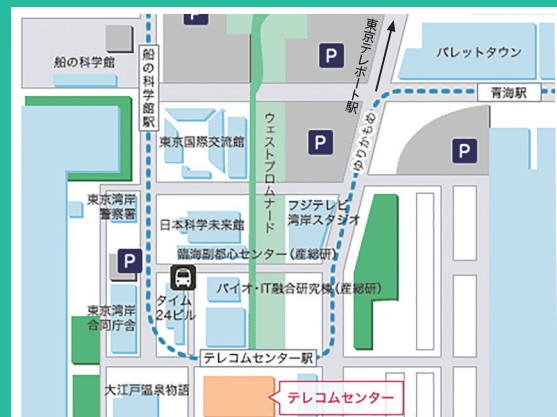 船の科学館
船の科学館駅
P
東京テレポート駅
パレットタウン
青海駅
ゆりかもめ
東京国際交流館
P
P
ウェストプロムナード
東京湾岸
警察署
日本科学未来館
フジテレビ
湾岸スタジオ
臨海副都心センター(産総研)
P
タイム
24ビル
バイオ・IT融合研究棟(産総研)
東京湾岸
合同庁舎
テレコムセンター駅
大江戸温泉物語
テレコムセンター